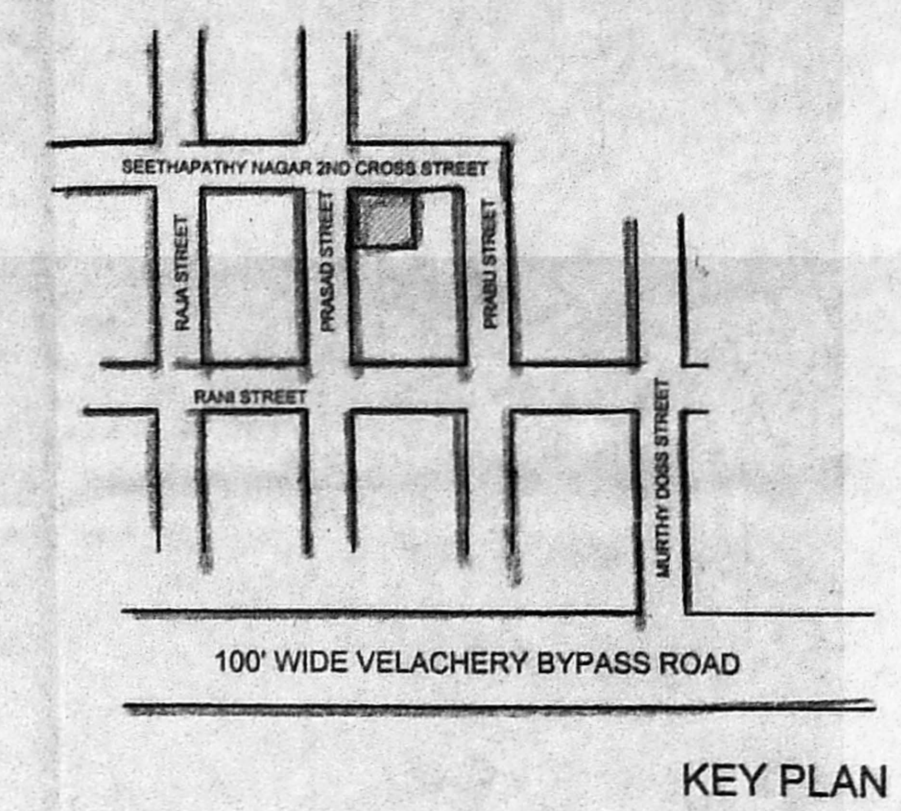 SEETHAPATHY NAGAR 2ND CROSS STREET
RAJA STREET
PRASAD STREET
PRABU STREET
RANI STREET
MURTHY DOSS STREET
100' WIDE VELACHERY BYPASS ROAD
KEY PLAN